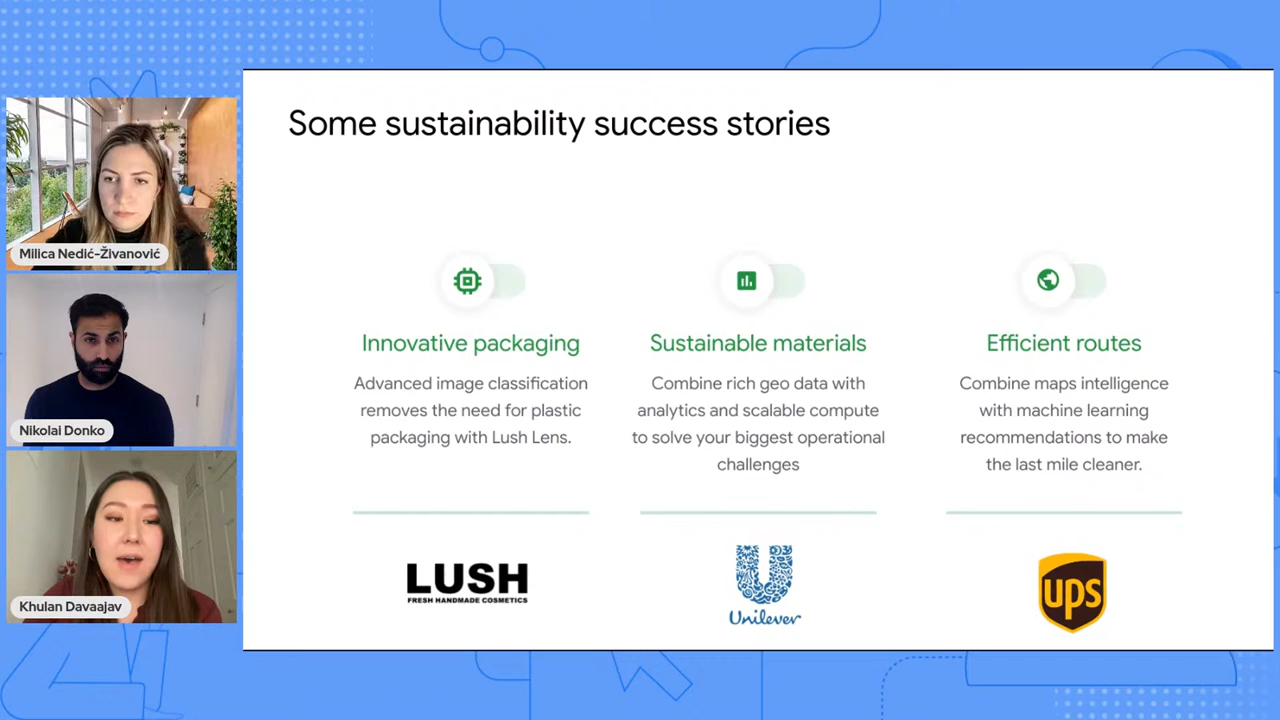 Some sustainability success stories
Milica Nedić-Živanović
Nikolai Donko
Khulan Davaajav
Innovative packaging
Advanced image classification
removes the need for plastic
packaging with Lush Lens.
LUSH
FRESH HANDMADE COSMETICS
Sustainable materials
Combine rich geo data with
analytics and scalable compute
to solve your biggest operational
challenges
Unilever
Efficient routes
Combine maps intelligence
with machine learning
recommendations to make
the last mile cleaner.
ups